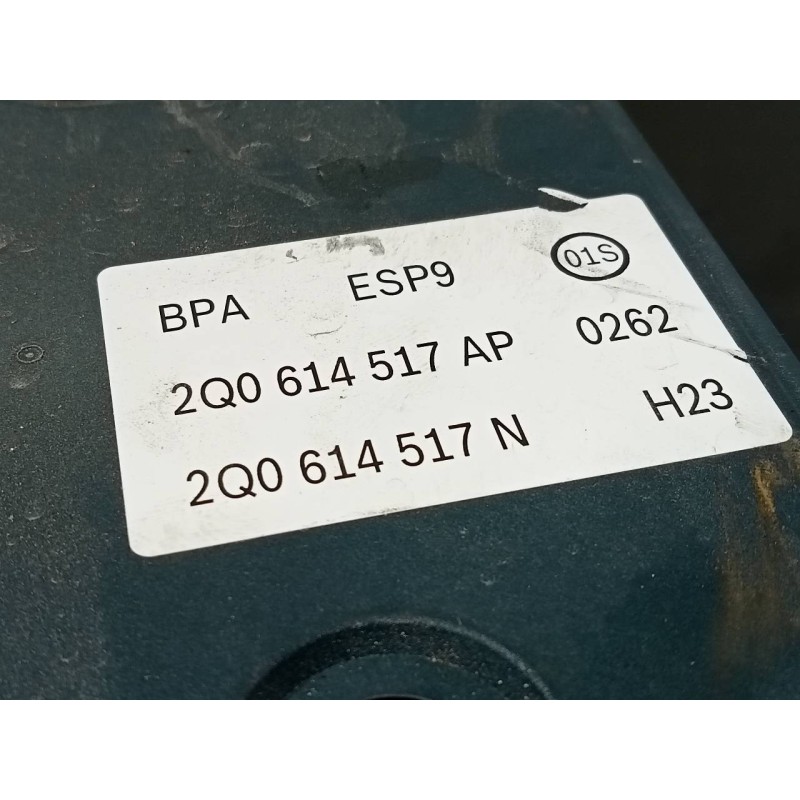 BPA ESP9 01S
2Q0 614 517 AP 0262
2Q0 614 517 N H23